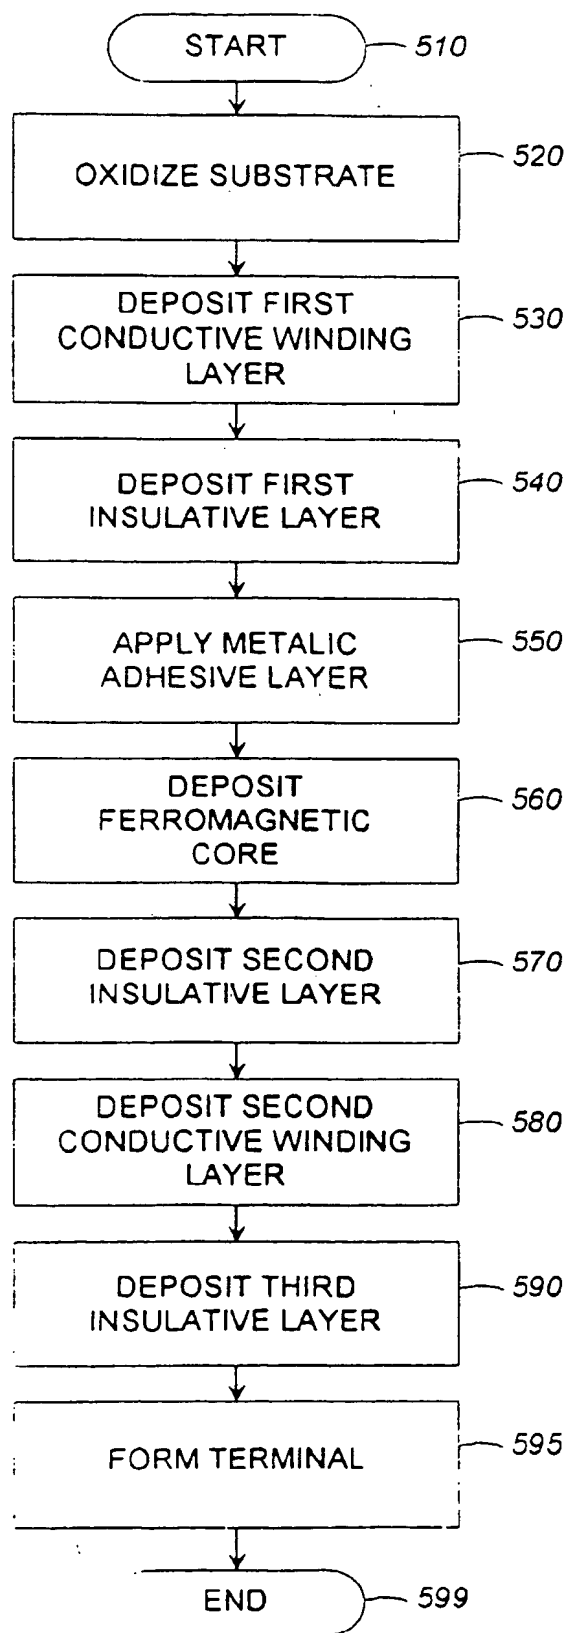 START
510
OXIDIZE SUBSTRATE
520
DEPOSIT FIRST
CONDUCTIVE WINDING
LAYER
530
DEPOSIT FIRST
INSULATIVE LAYER
540
APPLY METALIC
ADHESIVE LAYER
550
DEPOSIT
FERROMAGNETIC
CORE
560
DEPOSIT SECOND
INSULATIVE LAYER
570
DEPOSIT SECOND
CONDUCTIVE WINDING
LAYER
580
DEPOSIT THIRD
INSULATIVE LAYER
590
FORM TERMINAL
595
END
599